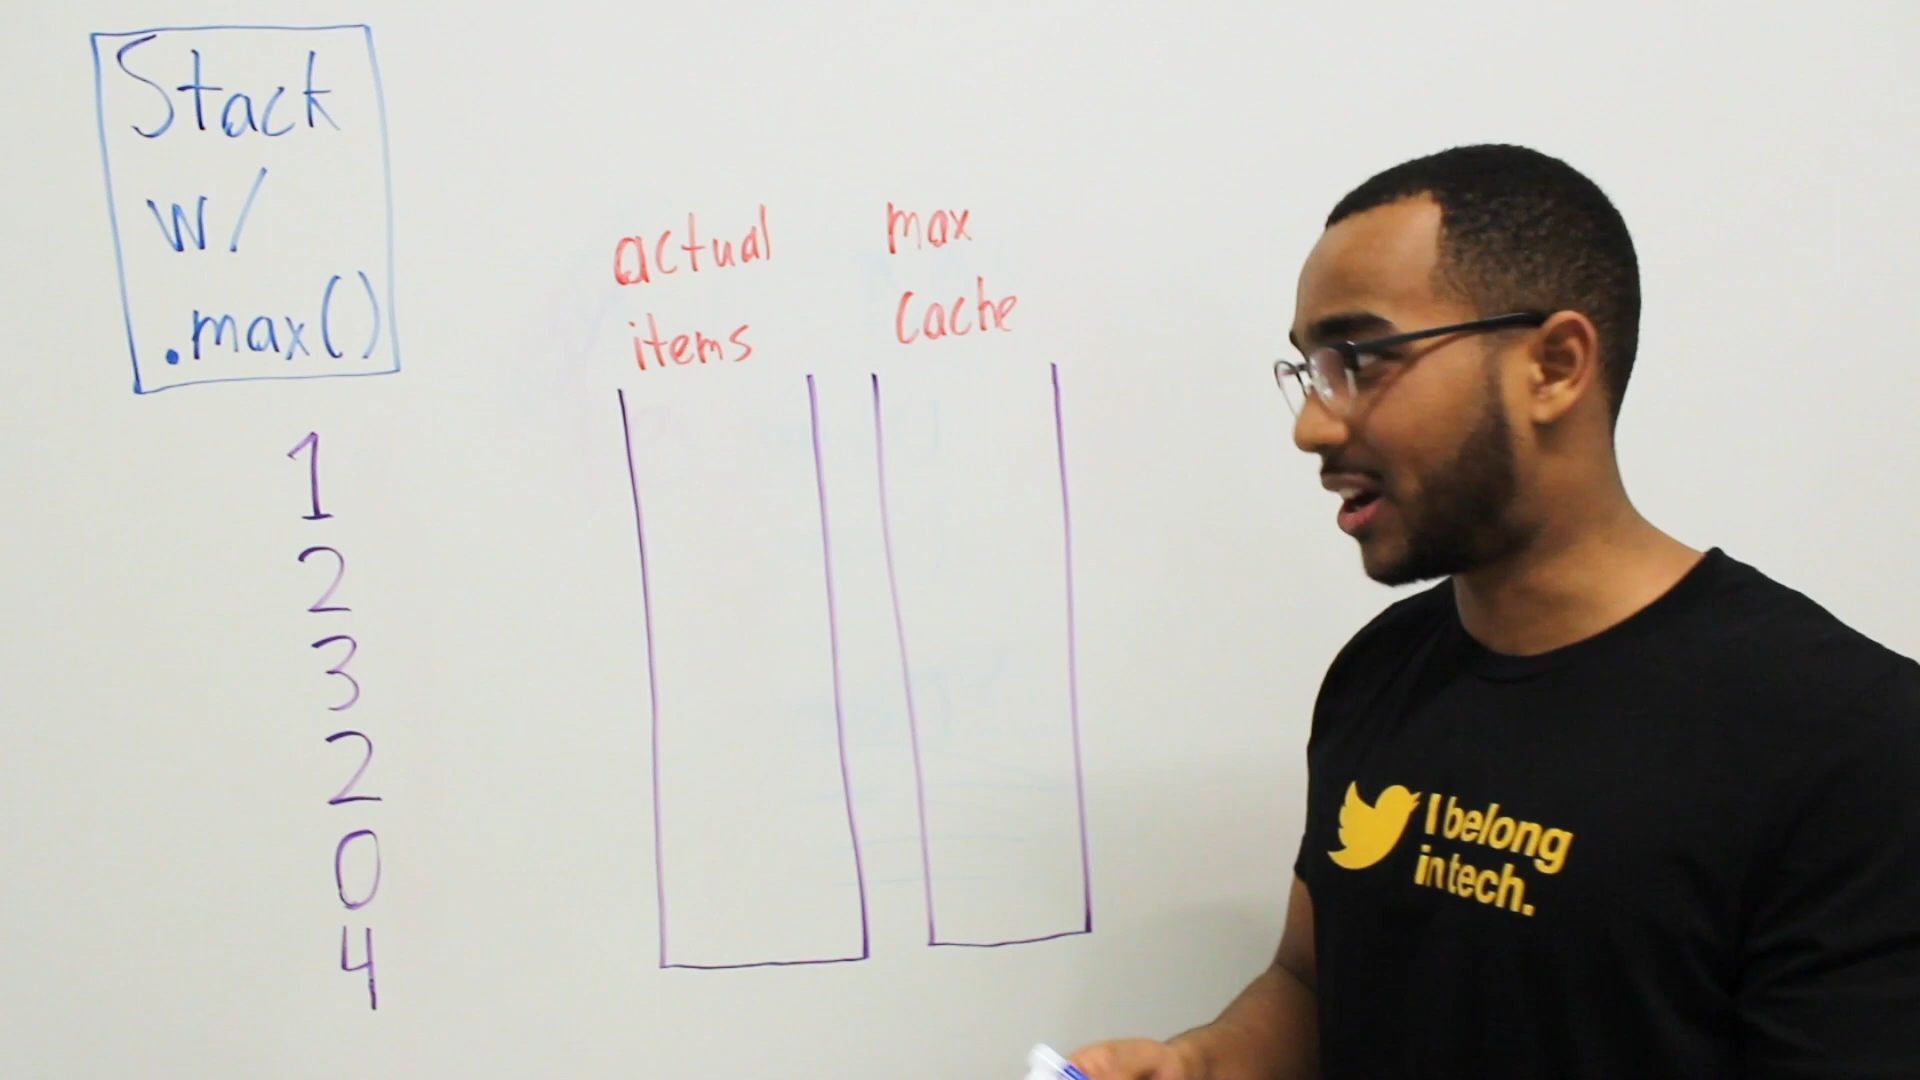 Stack
w/
.max()
1
2
3
2
0
4
actual
items
max
cache
I belong
in tech.